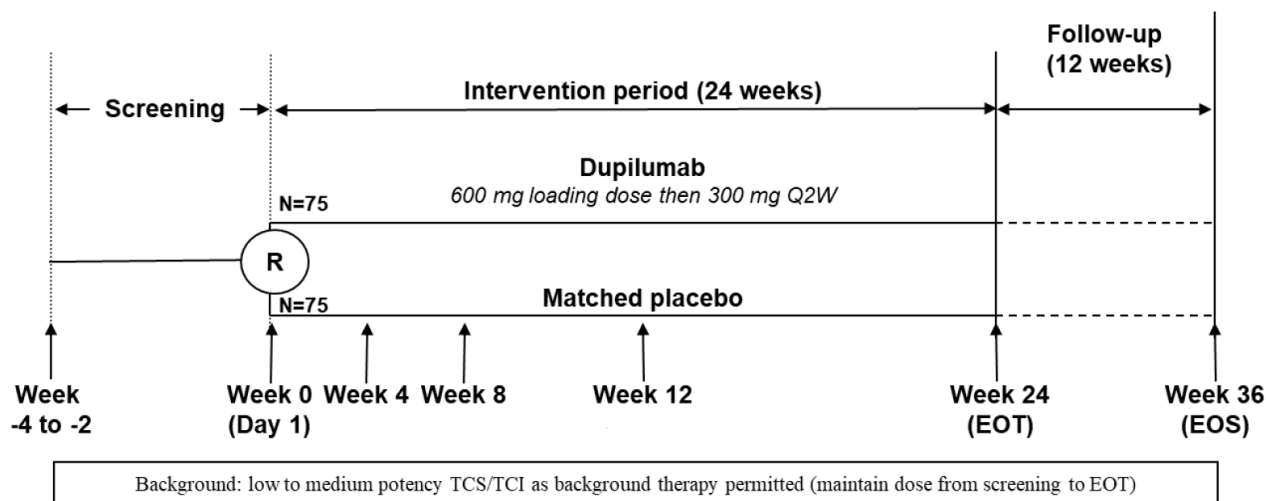 Follow-up
(12 weeks)
Screening
Intervention period (24 weeks)
Dupilumab
600 mg loading dose then 300 mg Q2W
N=75
R
N=75
Matched placebo
Week
-4 to -2
Week 0
(Day 1)
Week 4
Week 8
Week 12
Week 24
(EOT)
Week 36
(EOS)
Background: low to medium potency TCS/TCI as background therapy permitted (maintain dose from screening to EOT)